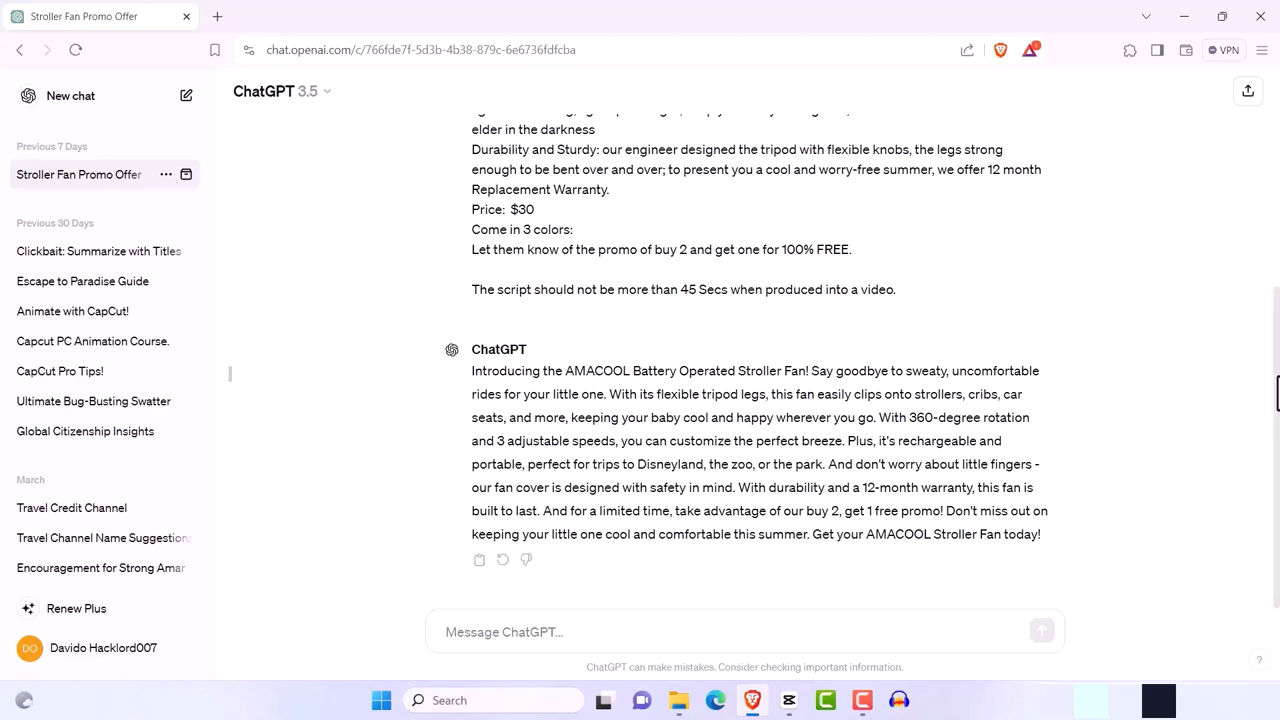 Stroller Fan Promo Offer
chat.openai.com/c/766fde7f-5d3b-4b38-879c-6e6736fdfcba
VPN
New chat
Previous 7 Days
Stroller Fan Promo Offer
Previous 30 Days
Clickbait: Summarize with Titles
Escape to Paradise Guide
Animate with CapCut!
Capcut PC Animation Course.
CapCut Pro Tips!
Ultimate Bug-Busting Swatter
Global Citizenship Insights
March
Travel Credit Channel
Travel Channel Name Suggestions
Encouragement for Strong Amar
Renew Plus
DO Davido Hacklord007
ChatGPT 3.5
elder in the darkness
Durability and Sturdy: our engineer designed the tripod with flexible knobs, the legs strong
enough to be bent over and over; to present you a cool and worry-free summer, we offer 12 month
Replacement Warranty.
Price: $30
Come in 3 colors:
Let them know of the promo of buy 2 and get one for 100% FREE.
The script should not be more than 45 Secs when produced into a video.
ChatGPT
Introducing the AMACOOL Battery Operated Stroller Fan! Say goodbye to sweaty, uncomfortable
rides for your little one. With its flexible tripod legs, this fan easily clips onto strollers, cribs, car
seats, and more, keeping your baby cool and happy wherever you go. With 360-degree rotation
and 3 adjustable speeds, you can customize the perfect breeze. Plus, it's rechargeable and
portable, perfect for trips to Disneyland, the zoo, or the park. And don't worry about little fingers -
our fan cover is designed with safety in mind. With durability and a 12-month warranty, this fan is
built to last. And for a limited time, take advantage of our buy 2, get 1 free promo! Don't miss out on
keeping your little one cool and comfortable this summer. Get your AMACOOL Stroller Fan today!
Message ChatGPT...
ChatGPT can make mistakes. Consider checking important information.
?
Search